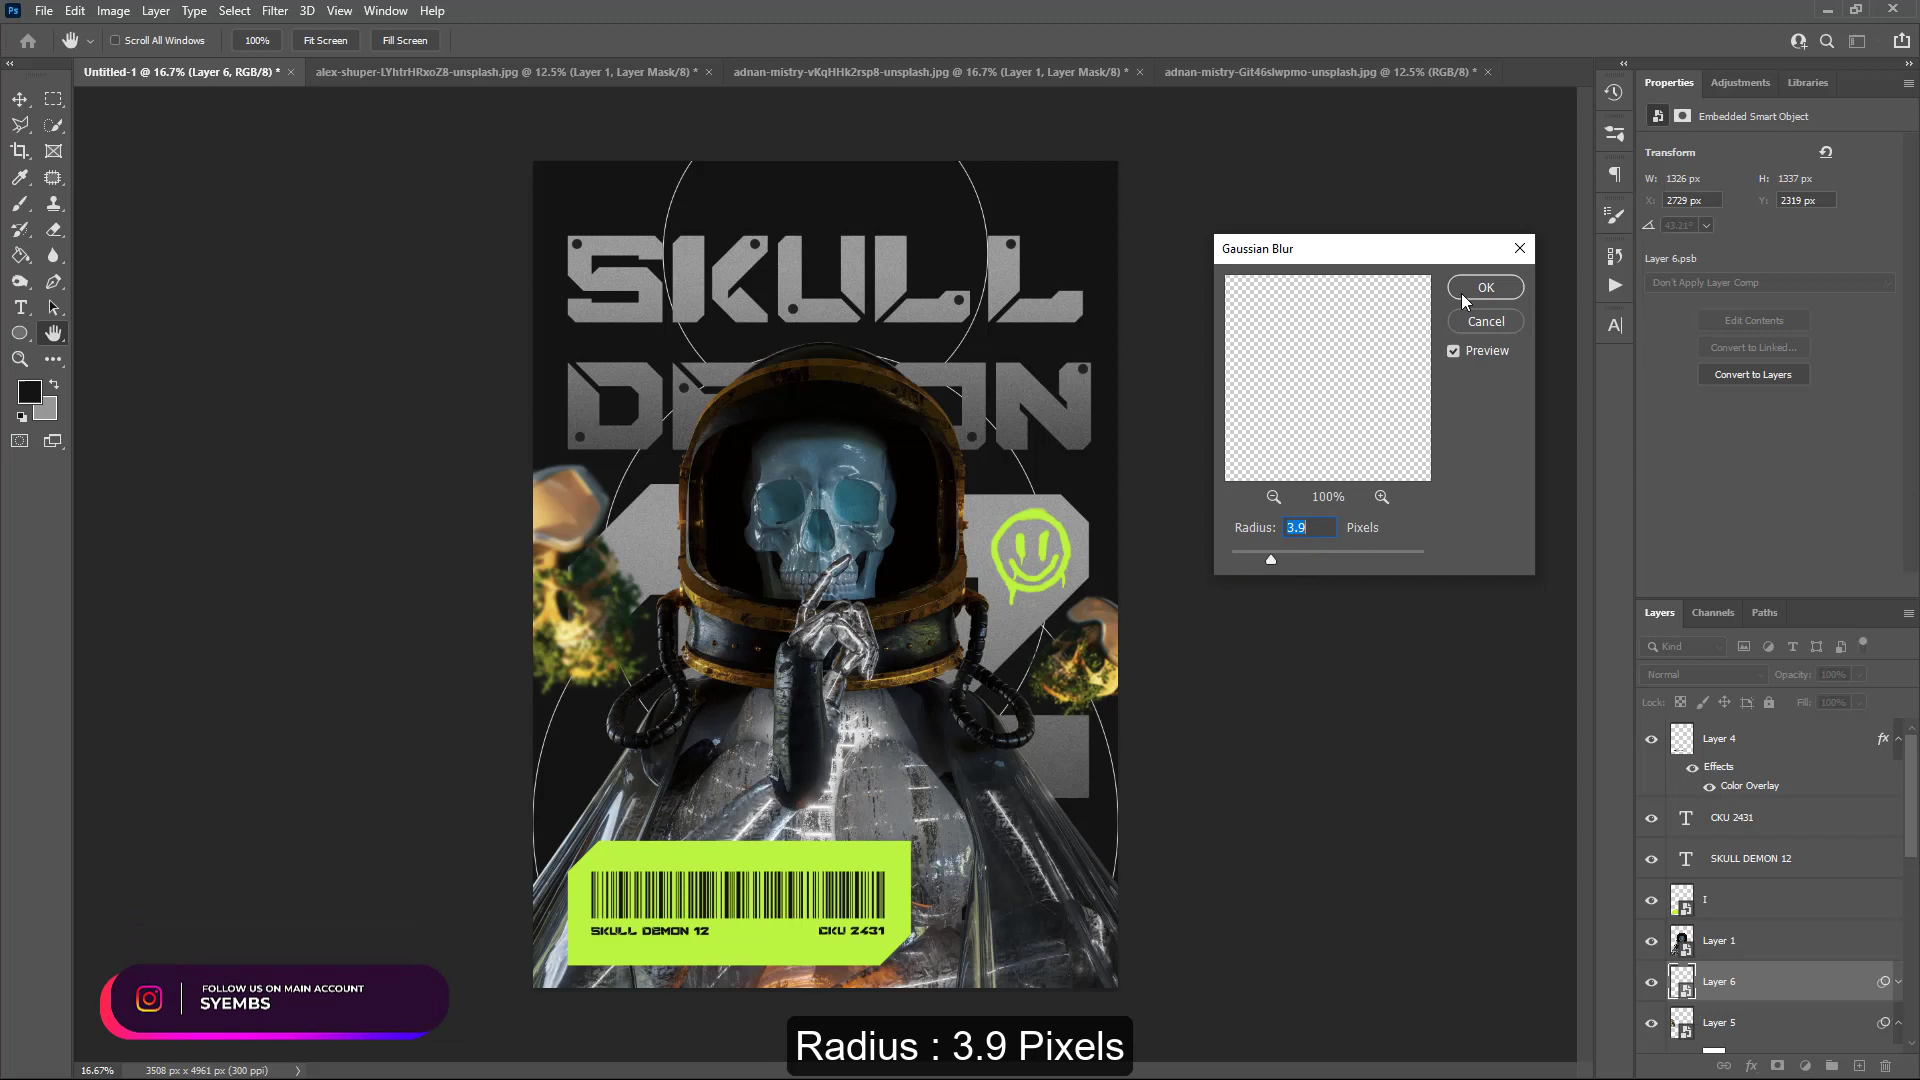 Ps File Edit Image Layer Type Select Filter 3D View Window Help
Scroll All Windows 100% Fit Screen Fill Screen
Untitled-1 @ 16.7% (Layer 6, RGB/8) * × alex-shuper-LYhtrHRxoZ8-unsplash.jpg @ 12.5% (Layer 1, Layer Mask/8) * × adnan-mistry-vKqHHk2rsp8-unsplash.jpg @ 16.7% (Layer 1, Layer Mask/8) * × adnan-mistry-Git46slwpmo-unsplash.jpg @ 12.5% (RGB/8) * ×
Properties Adjustments Libraries
Embedded Smart Object
Transform
W: 1326 px H: 1337 px
X: 2729 px Y: 2319 px
43.21°
Layer 6.psb
Don't Apply Layer Comp
Edit Contents
Convert to Linked...
Convert to Layers
SKULL
DEMON
Gaussian Blur
OK
Cancel
Preview
100%
Radius: 3.9 Pixels
Layers Channels Paths
Kind
Normal Opacity: 100%
Lock: Fill: 100%
Layer 4 fx
Effects
Color Overlay
T CKU 2431
T SKULL DEMON 12
I
Layer 1
Layer 6
Layer 5
SKULL DEMON 12 CKU 2431
FOLLOW US ON MAIN ACCOUNT
SYEMBS
Radius : 3.9 Pixels
16.67% 3508 px x 4961 px (300 ppi)